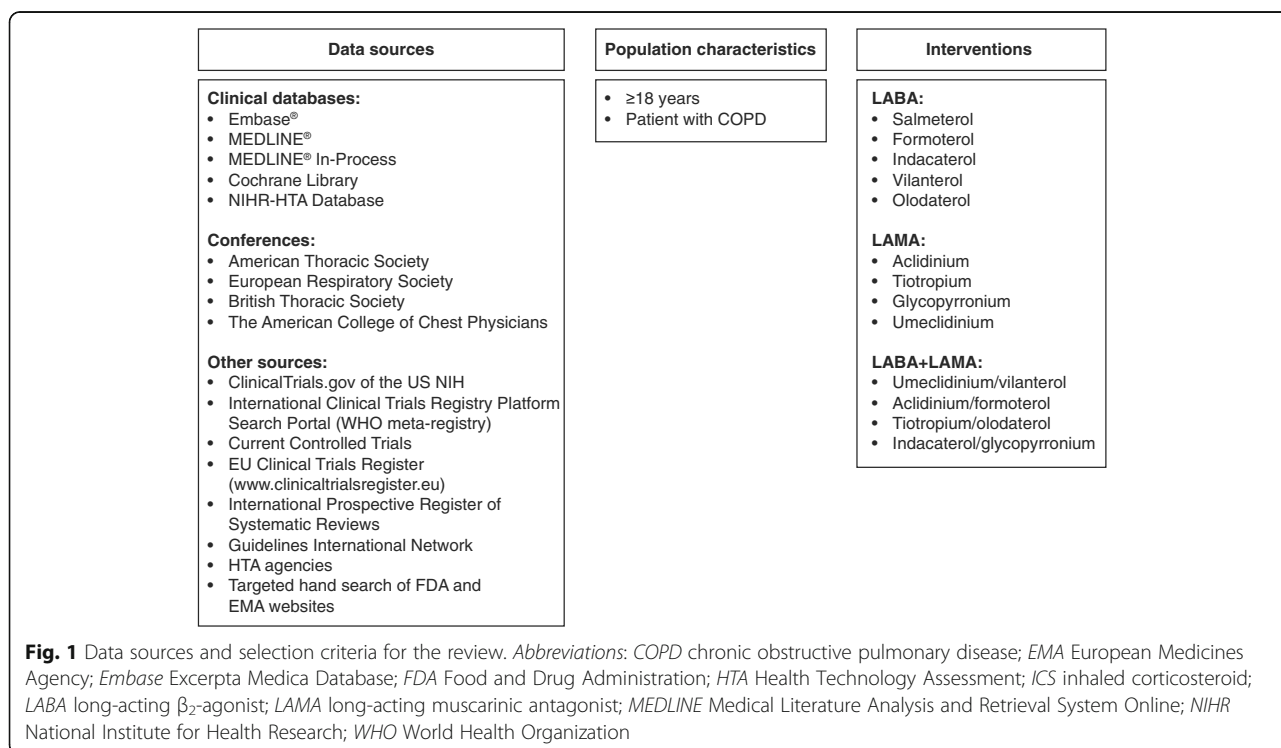 Data sources
Clinical databases:
• Embase®
• MEDLINE®
• MEDLINE® In-Process
• Cochrane Library
• NIHR-HTA Database
Conferences:
• American Thoracic Society
• European Respiratory Society
• British Thoracic Society
• The American College of Chest Physicians
Other sources:
• ClinicalTrials.gov of the US NIH
• International Clinical Trials Registry Platform
Search Portal (WHO meta-registry)
• Current Controlled Trials
• EU Clinical Trials Register
(www.clinicaltrialsregister.eu)
• International Prospective Register of
Systematic Reviews
• Guidelines International Network
• HTA agencies
• Targeted hand search of FDA and
EMA websites
Population characteristics
• ≥18 years
• Patient with COPD
Interventions
LABA:
• Salmeterol
• Formoterol
• Indacaterol
• Vilanterol
• Olodaterol
LAMA:
• Aclidinium
• Tiotropium
• Glycopyrronium
• Umeclidinium
LABA+LAMA:
• Umeclidinium/vilanterol
• Aclidinium/formoterol
• Tiotropium/olodaterol
• Indacaterol/glycopyrronium
Fig. 1 Data sources and selection criteria for the review. Abbreviations: COPD chronic obstructive pulmonary disease; EMA European Medicines
Agency; Embase Excerpta Medica Database; FDA Food and Drug Administration; HTA Health Technology Assessment; ICS inhaled corticosteroid;
LABA long-acting β₂-agonist; LAMA long-acting muscarinic antagonist; MEDLINE Medical Literature Analysis and Retrieval System Online; NIHR
National Institute for Health Research; WHO World Health Organization